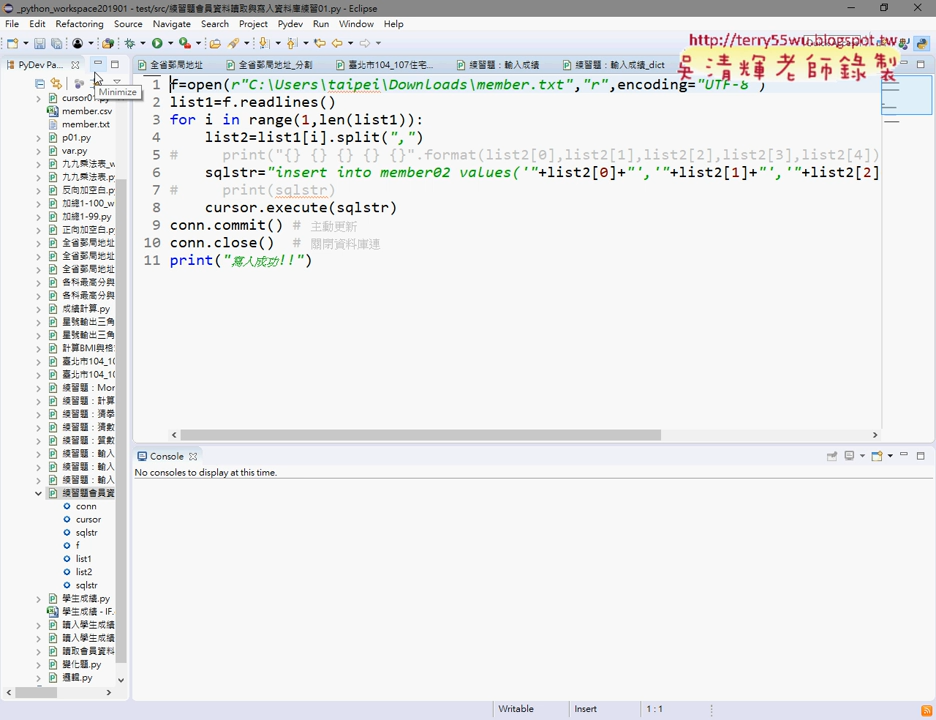 _python_workspace201901 - test/src/練習題會員資料讀取與寫入資料庫練習01.py - Eclipse
File Edit Refactoring Source Navigate Search Project Pydev Run Window Help
http://terry55wu.blogspot.tw
吳清輝老師錄製
PyDev Pa...
全省郵局地址
全省郵局地址_分割
臺北市104_107住宅...
練習題：輸入成績
練習題：輸入成績_dict
Minimize
cursor01.py
member.csv
member.txt
p01.py
var.py
九九乘法表_w
九九乘法表.py
反向加空白.py
加總1-100_w
加總1-99.py
正向加空白.py
全省郵局地址
全省郵局地址
全省郵局地址
各科最高分與
各科最高分與
成績計算.py
星號輸出三角
星號輸出三角
計算BMI與格
臺北市104_10
臺北市104_10
練習題：Mor
練習題：計算
練習題：猜拳
練習題：猜數
練習題：質數
練習題：輸入
練習題：輸入
練習題：輸入
練習題會員資
conn
cursor
sqlstr
f
list1
list2
sqlstr
學生成績.py
學生成績 - IF.
讀入學生成績
讀入學生成績
讀取會員資料
變化題.py
邏輯.py
1 f=open(r"C:\Users\taipei\Downloads\member.txt","r",encoding="UTF-8")
2 list1=f.readlines()
3 for i in range(1,len(list1)):
4 list2=list1[i].split(",")
5 # print("{} {} {} {} {}".format(list2[0],list2[1],list2[2],list2[3],list2[4])
6 sqlstr="insert into member02 values('"+list2[0]+"','"+list2[1]+"','"+list2[2]
7 # print(sqlstr)
8 cursor.execute(sqlstr)
9 conn.commit() # 主動更新
10 conn.close() # 關閉資料庫連
11 print("寫入成功!!")
Console
No consoles to display at this time.
Writable Insert 1 : 1